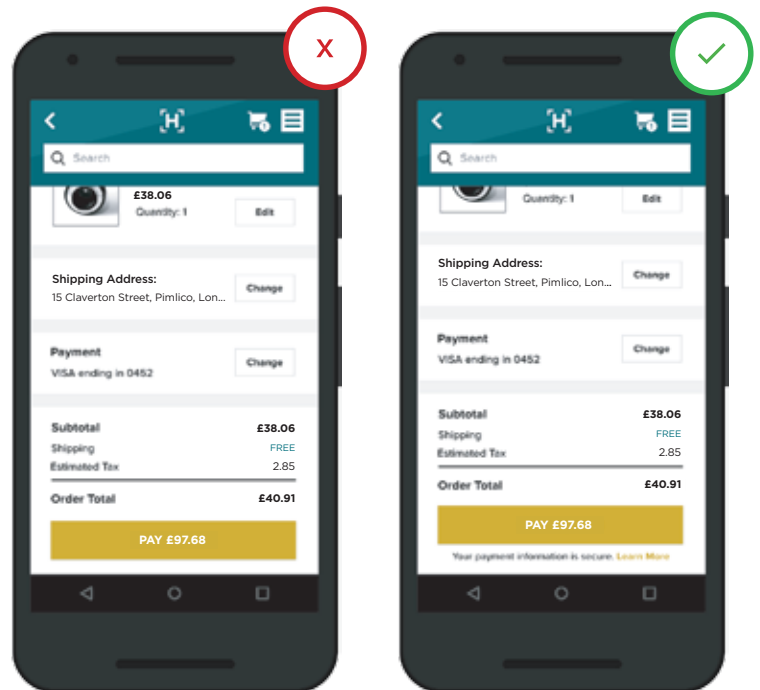 X
H
Search
£38.06
Quantity: 1
Edit
Shipping Address:
15 Claverton Street, Pimlico, Lon...
Change
Payment
VISA ending in 0452
Change
Subtotal £38.06
Shipping FREE
Estimated Tax 2.85
Order Total £40.91
PAY £97.68
H
Search
Quantity: 1
Edit
Shipping Address:
15 Claverton Street, Pimlico, Lon...
Change
Payment
VISA ending in 0452
Change
Subtotal £38.06
Shipping FREE
Estimated Tax 2.85
Order Total £40.91
PAY £97.68
Your payment information is secure. Learn More